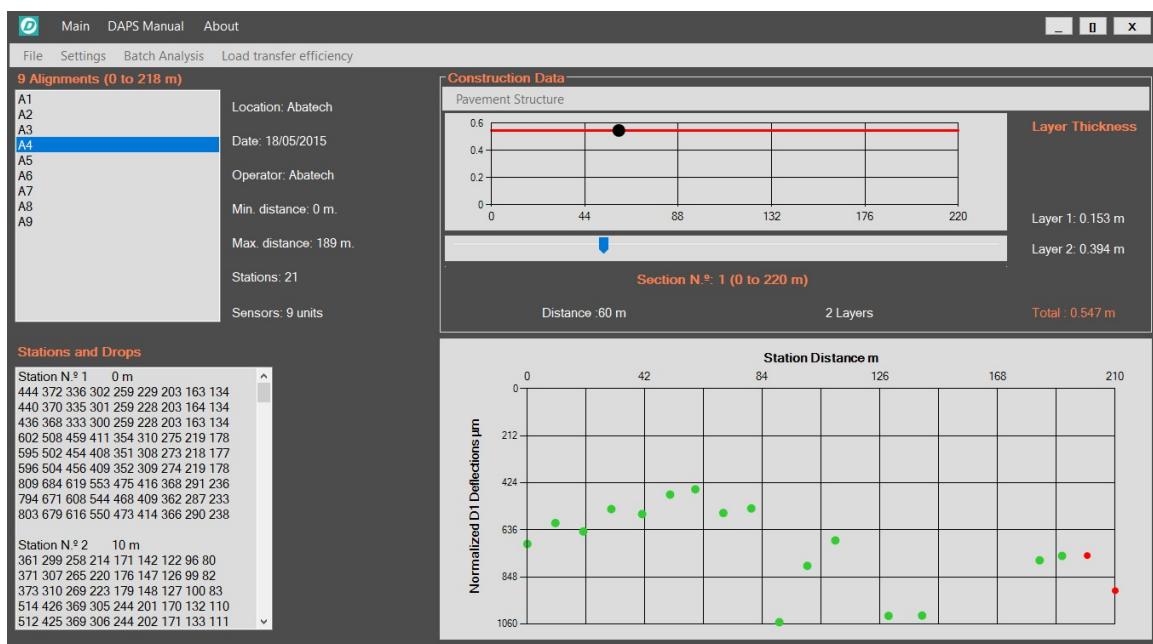 D Main DAPS Manual About _ [] X
File Settings Batch Analysis Load transfer efficiency
9 Alignments (0 to 218 m)
A1
A2
A3
A4
A5
A6
A7
A8
A9
Location: Abatech
Date: 18/05/2015
Operator: Abatech
Min. distance: 0 m.
Max. distance: 189 m.
Stations: 21
Sensors: 9 units
Construction Data
Pavement Structure
0.6
0.4
0.2
0
0 44 88 132 176 220
Layer Thickness
Layer 1: 0.153 m
Layer 2: 0.394 m
Section N.º: 1 (0 to 220 m)
Distance :60 m 2 Layers Total : 0.547 m
Stations and Drops
Station N.º 1 0 m
444 372 336 302 259 229 203 163 134
440 370 335 301 259 228 203 164 134
436 368 333 300 259 228 203 163 134
602 508 459 411 354 310 275 219 178
595 502 454 408 351 308 273 218 177
596 504 456 409 352 309 274 219 178
809 684 619 553 475 416 368 291 236
794 671 608 544 468 409 362 287 233
803 679 616 550 473 414 366 290 238
Station N.º 2 10 m
361 299 258 214 171 142 122 96 80
371 307 265 220 176 147 126 99 82
373 310 269 223 179 148 127 100 83
514 426 369 305 244 201 170 132 110
512 425 369 306 244 202 171 133 111
Station Distance m
0 42 84 126 168 210
Normalized D1 Deflections µm
0
212
424
636
848
1060